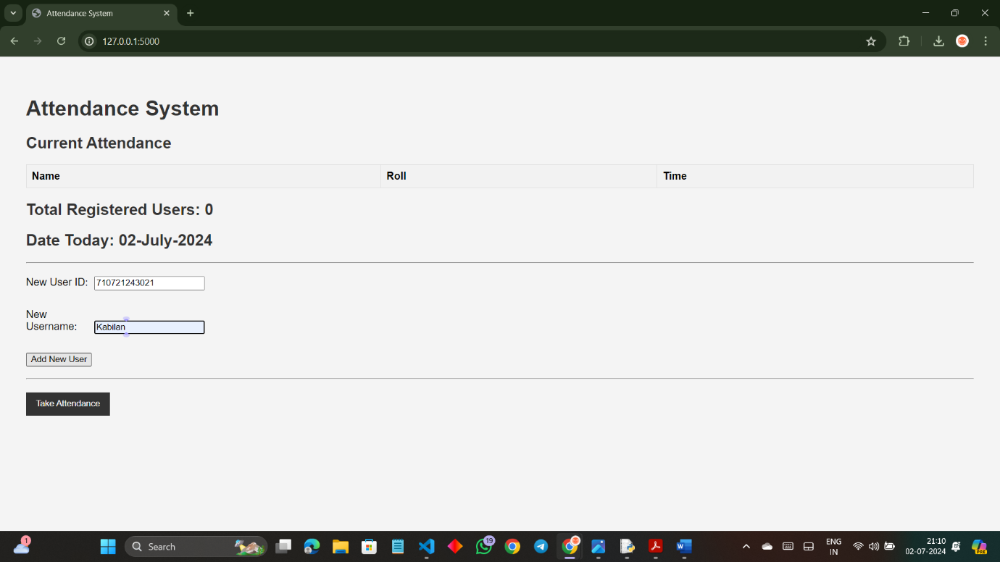 Attendance System
127.0.0.1:5000
Attendance System
Current Attendance
Name Roll Time
Total Registered Users: 0
Date Today: 02-July-2024
New User ID: 710721243021
New
Username: Kabilan
Add New User
Take Attendance
1
Search
19
ENG
IN
21:10
02-07-2024
PRE